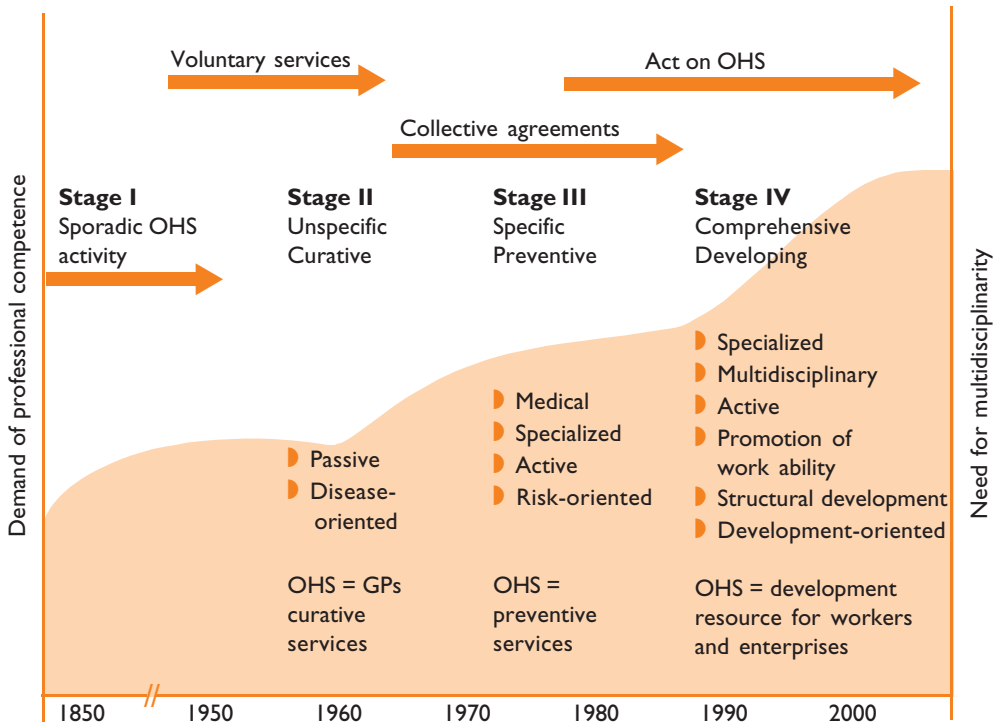 Voluntary services
Act on OHS
Collective agreements
Stage I
Sporadic OHS
activity
Stage II
Unspecific
Curative
Stage III
Specific
Preventive
Stage IV
Comprehensive
Developing
Demand of professional competence
Need for multidisciplinarity
Passive
Disease-
oriented
Medical
Specialized
Active
Risk-oriented
Specialized
Multidisciplinary
Active
Promotion of
work ability
Structural development
Development-oriented
OHS = GPs
curative
services
OHS =
preventive
services
OHS = development
resource for workers
and enterprises
1850 // 1950 1960 1970 1980 1990 2000